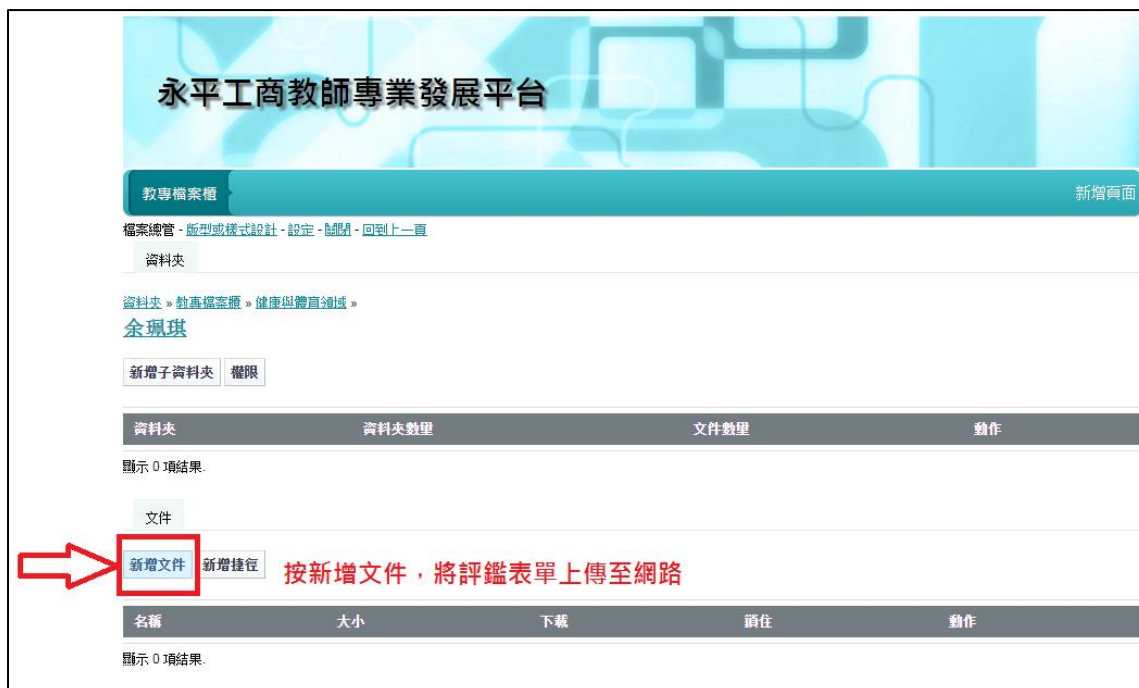 永平工商教師專業發展平台
教專檔案櫃 新增頁面
檔案總管 - 版型或樣式設計 - 設定 - 關閉 - 回到上一頁
資料夾
資料夾 » 教專檔案櫃 » 健康與體育領域 »
余珮琪
新增子資料夾 權限
資料夾 資料夾數量 文件數量 動作
顯示 0 項結果.
文件
新增文件 新增捷徑 按新增文件，將評鑑表單上傳至網路
名稱 大小 下載 鎖住 動作
顯示 0 項結果.